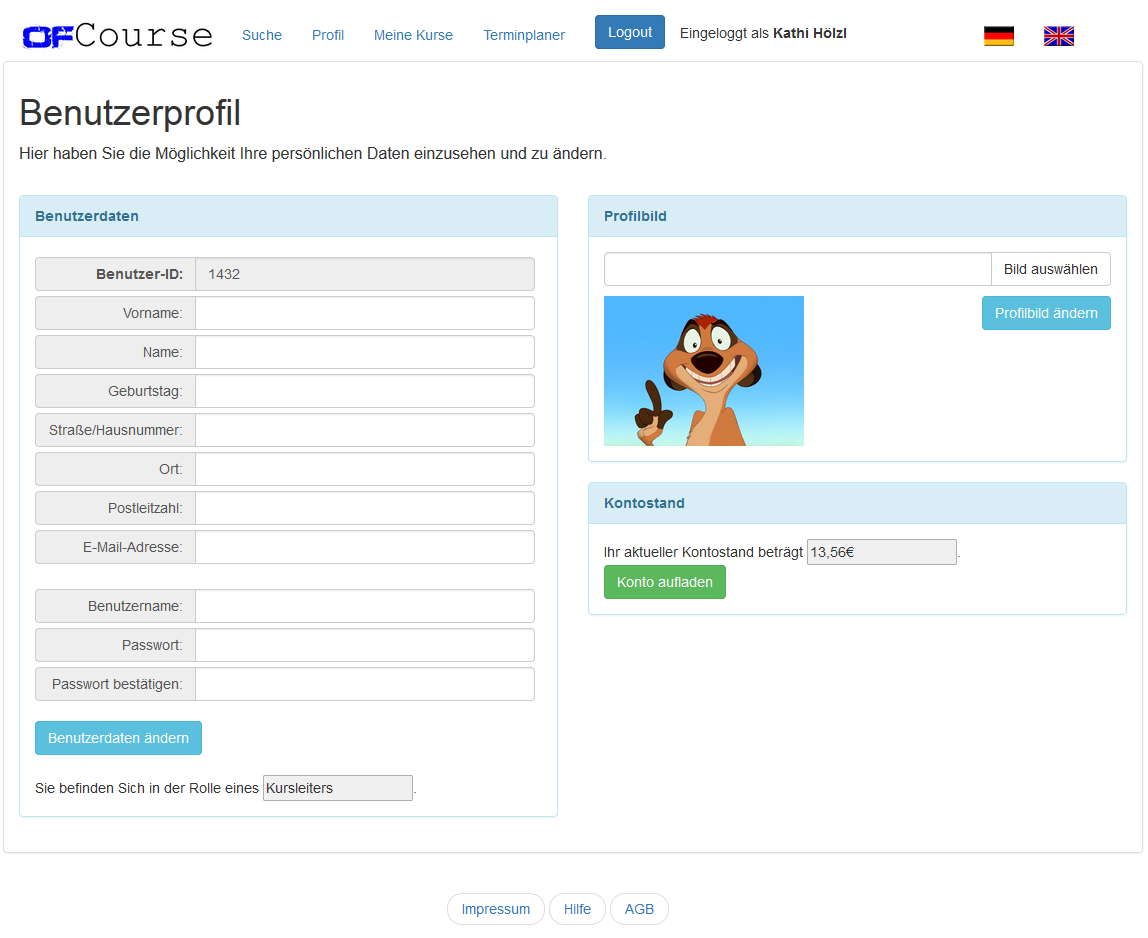 OFCourse Suche Profil Meine Kurse Terminplaner Logout Eingeloggt als Kathi Hölzl
Benutzerprofil
Hier haben Sie die Möglichkeit Ihre persönlichen Daten einzusehen und zu ändern.
Benutzerdaten
Benutzer-ID: 1432
Vorname:
Name:
Geburtstag:
Straße/Hausnummer:
Ort:
Postleitzahl:
E-Mail-Adresse:
Benutzername:
Passwort:
Passwort bestätigen:
Benutzerdaten ändern
Sie befinden Sich in der Rolle eines Kursleiters.
Profilbild
Bild auswählen
Profilbild ändern
Kontostand
Ihr aktueller Kontostand beträgt 13,56€.
Konto aufladen
Impressum Hilfe AGB